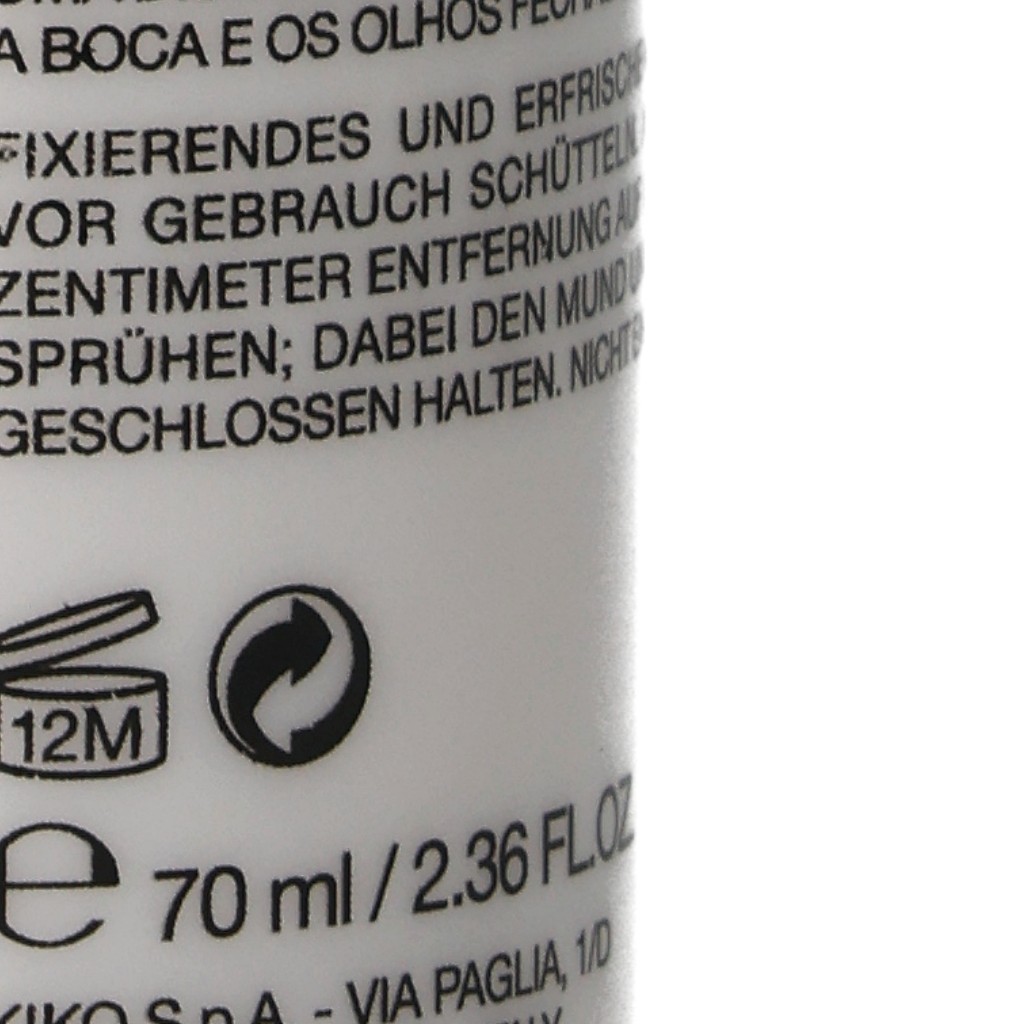 A BOCA E OS OLHOS
FIXIERENDES UND
VOR GEBRAUCH SCHÜTTELN.
ZENTIMETER ENTFERNUNG
SPRÜHEN; DABEI DEN MUND
GESCHLOSSEN HALTEN. NICHT
12M
e 70 ml / 2.36 FL.OZ
KIKO S.p.A. - VIA PAGLIA, 1/D